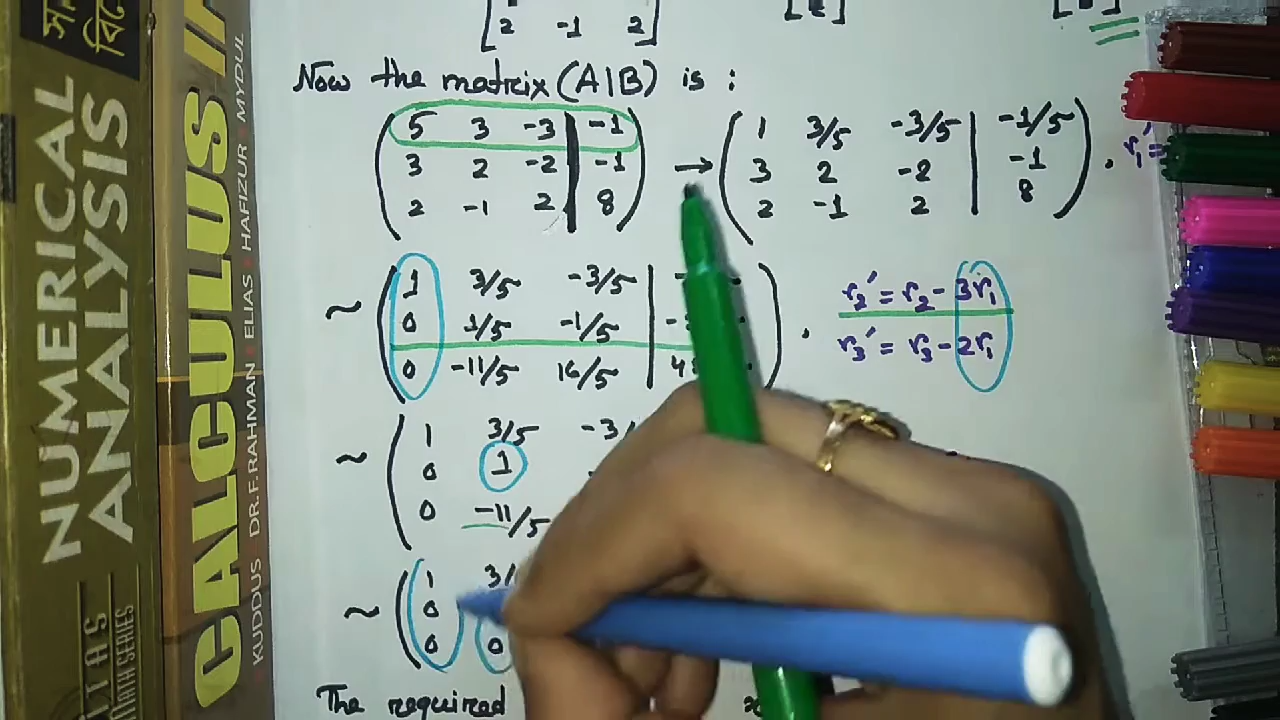 2 -1 2
Now the matrix (A|B) is :
5 3 -3 | -1 → 1 3/5 -3/5 | -1/5
3 2 -2 | -1 3 2 -2 | -1 . r₁' =
2 -1 2 | 8 2 -1 2 | 8
~ 1 3/5 -3/5 |
0 1/5 -1/5 | . r₂' = r₂ - 3r₁
0 -11/5 16/5 | r₃' = r₃ - 2r₁
~ 1 3/5
0 1
0 -11/5
~ 1
0
0 0
The required
NUMERICAL
ANALYSIS
MATH SERIES
CALCULUS
KUDDUS DR.F.RAHMAN ELIAS HAFIZUR MYDUL